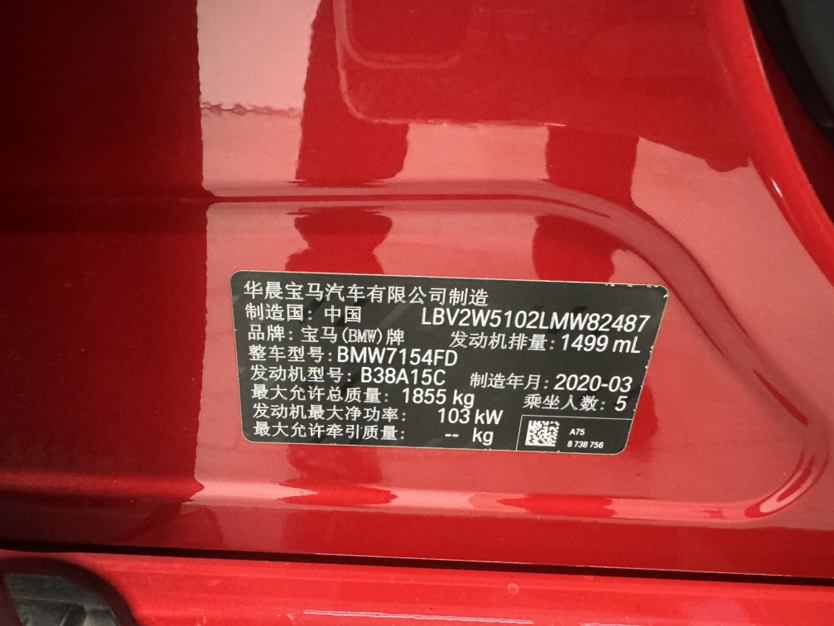 华晨宝马汽车有限公司制造
制造国：中国 LBV2W5102LMW82487
品牌：宝马(BMW)牌 发动机排量：1499 mL
整车型号：BMW7154FD
发动机型号：B38A15C 制造年月：2020-03
最大允许总质量：1855 kg 乘坐人数：5
发动机最大净功率：103 kW
最大允许牵引质量：-- kg
A75
8 738 756